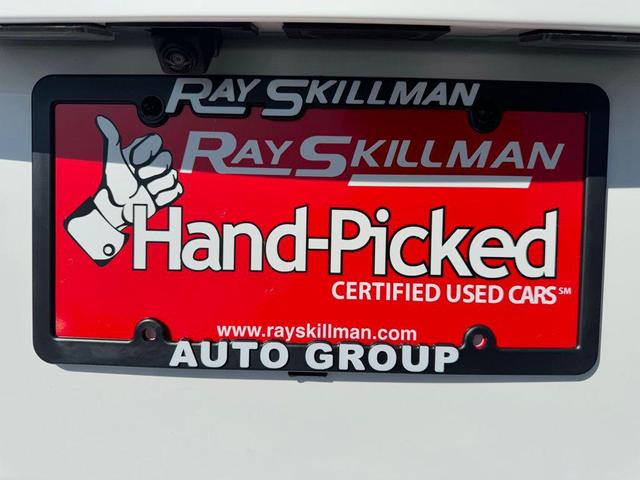 RAY SKILLMAN
RAY SKILLMAN
Hand-Picked
CERTIFIED USED CARS℠
www.rayskillman.com
AUTO GROUP